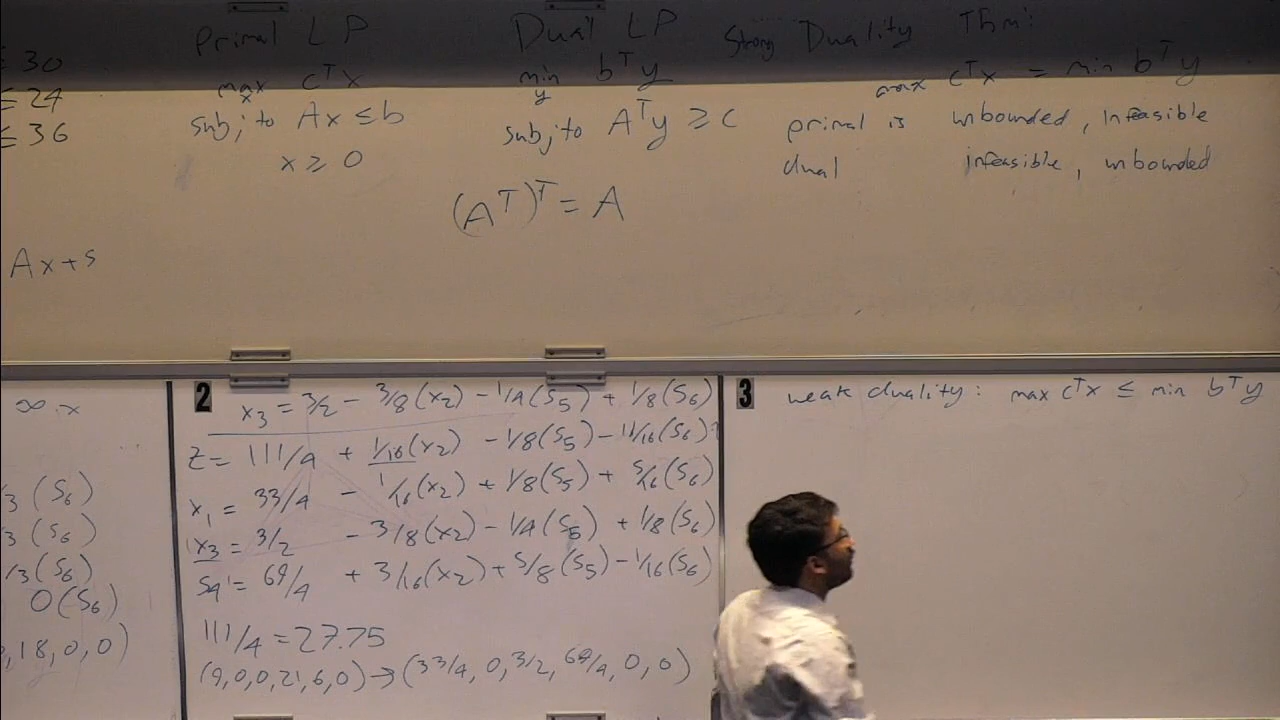 ≤ 30
≤ 24
≤ 36
Ax+s
Primal LP
max cᵀx
x
subj to Ax ≤ b
x ≥ 0
Dual LP
min bᵀy
y
subj to Aᵀy ≥ c
(Aᵀ)ᵀ = A
Strong Duality Thm:
max cᵀx = min bᵀy
primal is unbounded, infeasible
dual infeasible, unbounded
∞.x
/3 (S₆)
/3 (S₆)
/3 (S₆)
0(S₆)
,18,0,0)
2
x₃ = 3/2 - 3/8(x₂) - 1/4(S₅) + 1/8(S₆)
Z = 111/4 + 1/16(x₂) - 1/8(S₅) - 11/16(S₆)
x₁ = 33/4 - 1/16(x₂) + 1/8(S₅) + 5/16(S₆)
x₃ = 3/2 - 3/8(x₂) - 1/4(S₅) + 1/8(S₆)
S₄ = 69/4 + 3/16(x₂) + 5/8(S₅) - 1/16(S₆)
111/4 = 27.75
(9,0,0,21,6,0) → (33/4, 0, 3/2, 69/4, 0, 0)
3
weak duality: max cᵀx ≤ min bᵀy